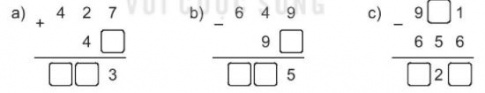 a) + 4 2 7 b) − 6 4 9 c) − 9 □ 1
4 □ 9 □ 6 5 6
□ □ 3 □ □ 5 □ 2 □